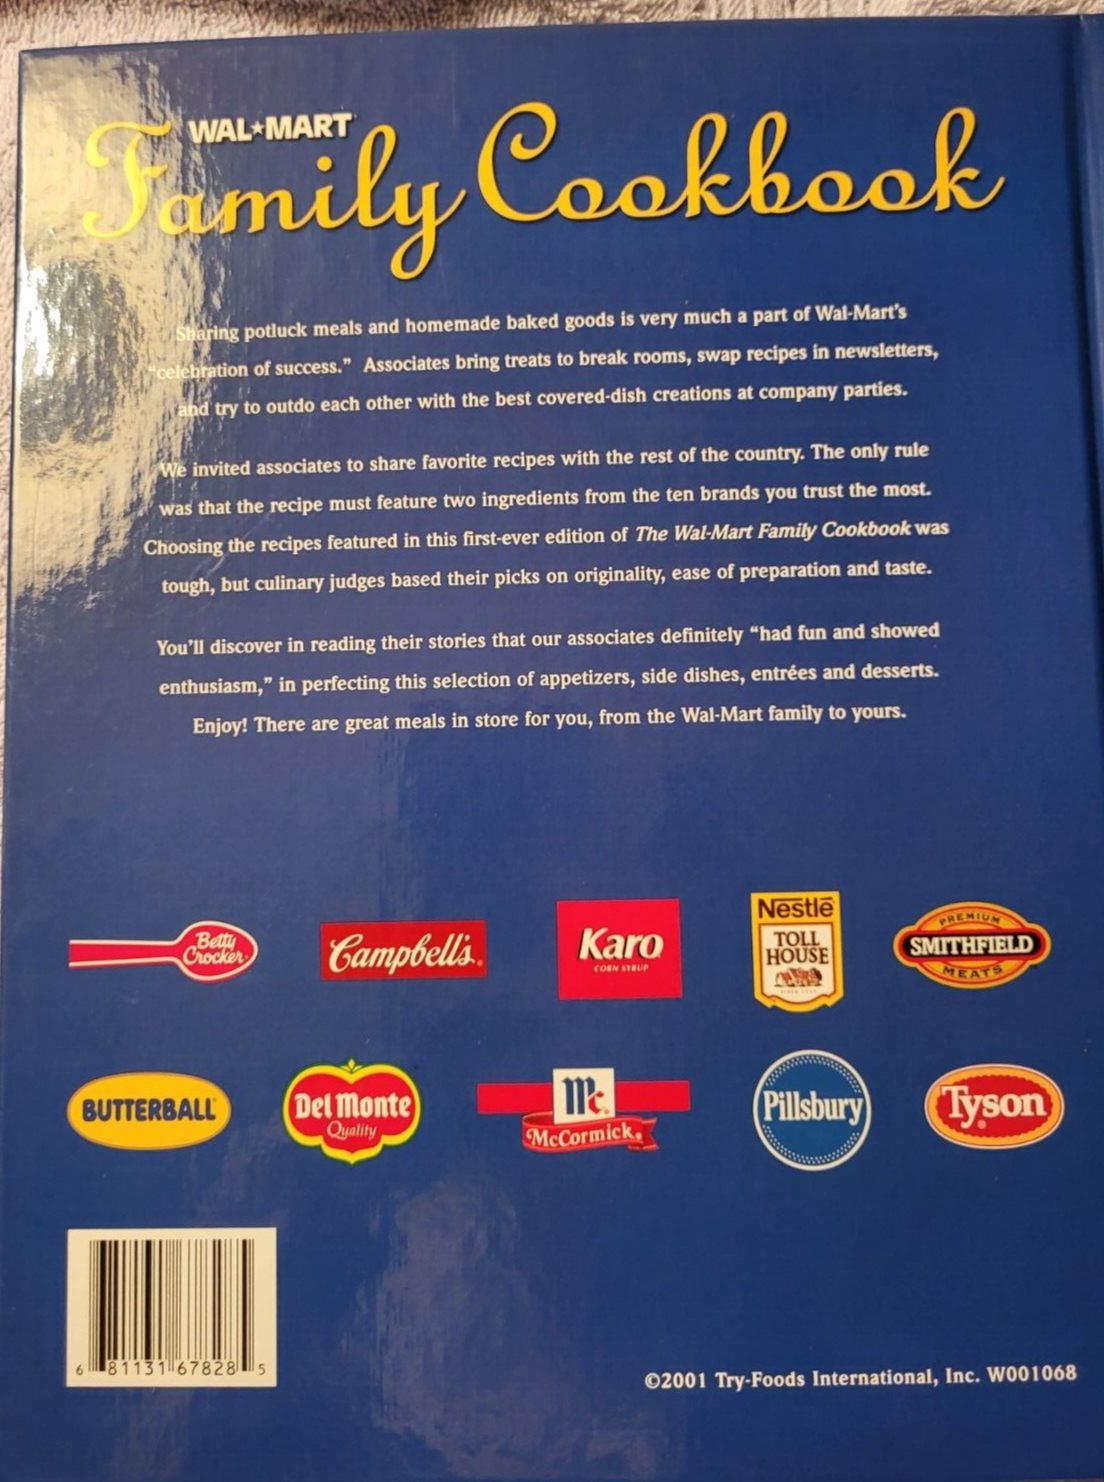 WAL★MART
Family Cookbook
Sharing potluck meals and homemade baked goods is very much a part of Wal-Mart's
"celebration of success." Associates bring treats to break rooms, swap recipes in newsletters,
and try to outdo each other with the best covered-dish creations at company parties.
We invited associates to share favorite recipes with the rest of the country. The only rule
was that the recipe must feature two ingredients from the ten brands you trust the most.
Choosing the recipes featured in this first-ever edition of The Wal-Mart Family Cookbook was
tough, but culinary judges based their picks on originality, ease of preparation and taste.
You'll discover in reading their stories that our associates definitely "had fun and showed
enthusiasm," in perfecting this selection of appetizers, side dishes, entrées and desserts.
Enjoy! There are great meals in store for you, from the Wal-Mart family to yours.
Betty
Crocker®
Campbell's®
Karo
CORN SYRUP
Nestlé
TOLL
HOUSE
PREMIUM
SMITHFIELD
MEATS
BUTTERBALL®
Del Monte
Quality
Mc
McCormick®
Pillsbury
Tyson®
6 81131 67828 5
©2001 Try-Foods International, Inc. W001068